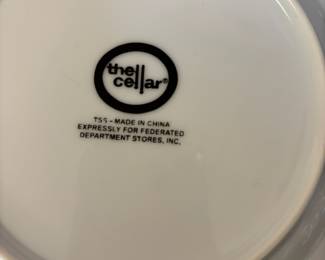 the
cellar®
TSS - MADE IN CHINA
EXPRESSLY FOR FEDERATED
DEPARTMENT STORES, INC.